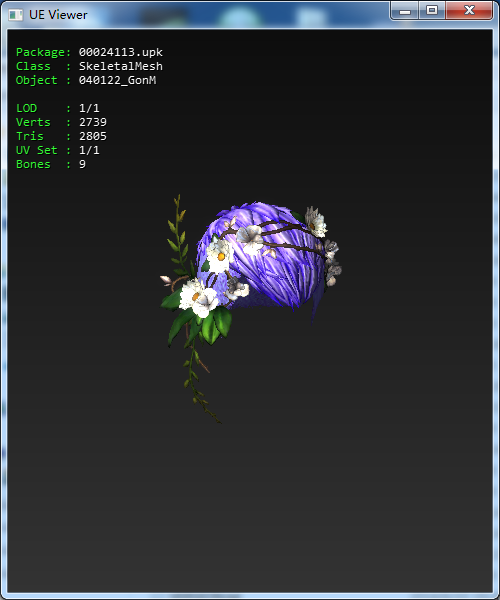 UE Viewer
Package: 00024113.upk
Class  : SkeletalMesh
Object : 040122_GonM
LOD    : 1/1
Verts  : 2739
Tris   : 2805
UV Set : 1/1
Bones  : 9